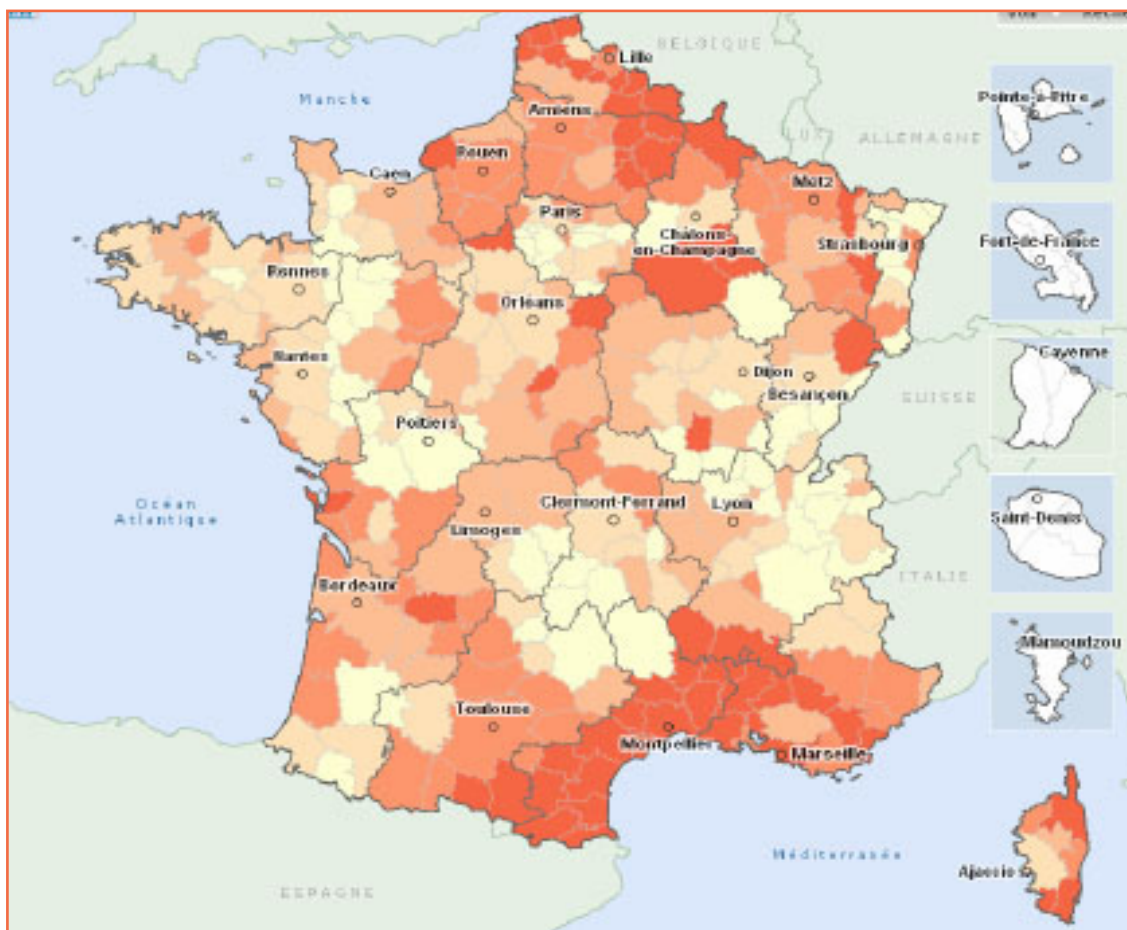 BELGIQUE
Lille
Manche
Pointe-à-Pitre
Amiens
LUX
ALLEMAGNE
Rouen
Caen
Metz
Paris
Châlons-
en-Champagne
Strasbourg
Fort-de-France
Rennes
Orléans
Cayenne
Nantes
Dijon
Besançon
SUISSE
Poitiers
Océan
Atlantique
Clermont-Ferrand
Lyon
Limoges
Saint-Denis
ITALIE
Bordeaux
Mamoudzou
Toulouse
Montpellier
Marseille
Méditerranée
Ajaccio
ESPAGNE